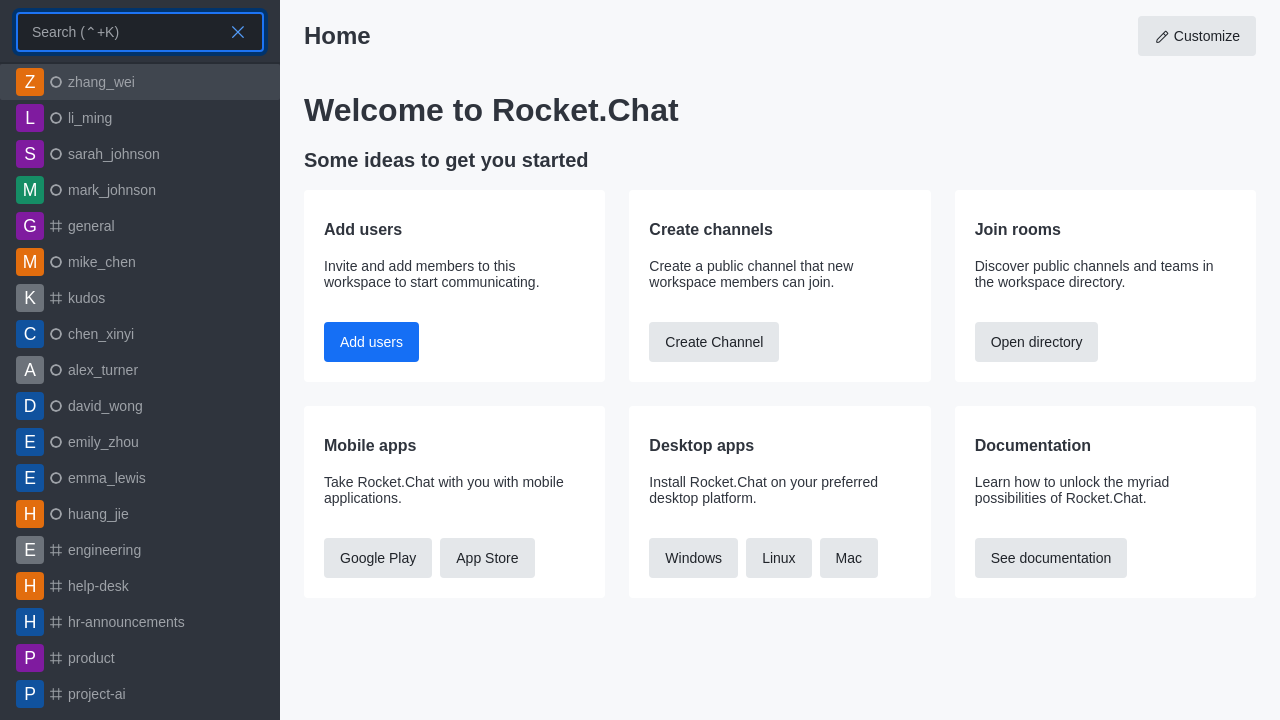 Search (⌃+K)
Z zhang_wei
L li_ming
S sarah_johnson
M mark_johnson
G general
M mike_chen
K kudos
C chen_xinyi
A alex_turner
D david_wong
E emily_zhou
E emma_lewis
H huang_jie
E engineering
H help-desk
H hr-announcements
P product
P project-ai
Home
Customize
Welcome to Rocket.Chat
Some ideas to get you started
Add users
Invite and add members to this
workspace to start communicating.
Add users
Create channels
Create a public channel that new
workspace members can join.
Create Channel
Join rooms
Discover public channels and teams in
the workspace directory.
Open directory
Mobile apps
Take Rocket.Chat with you with mobile
applications.
Google Play App Store
Desktop apps
Install Rocket.Chat on your preferred
desktop platform.
Windows Linux Mac
Documentation
Learn how to unlock the myriad
possibilities of Rocket.Chat.
See documentation